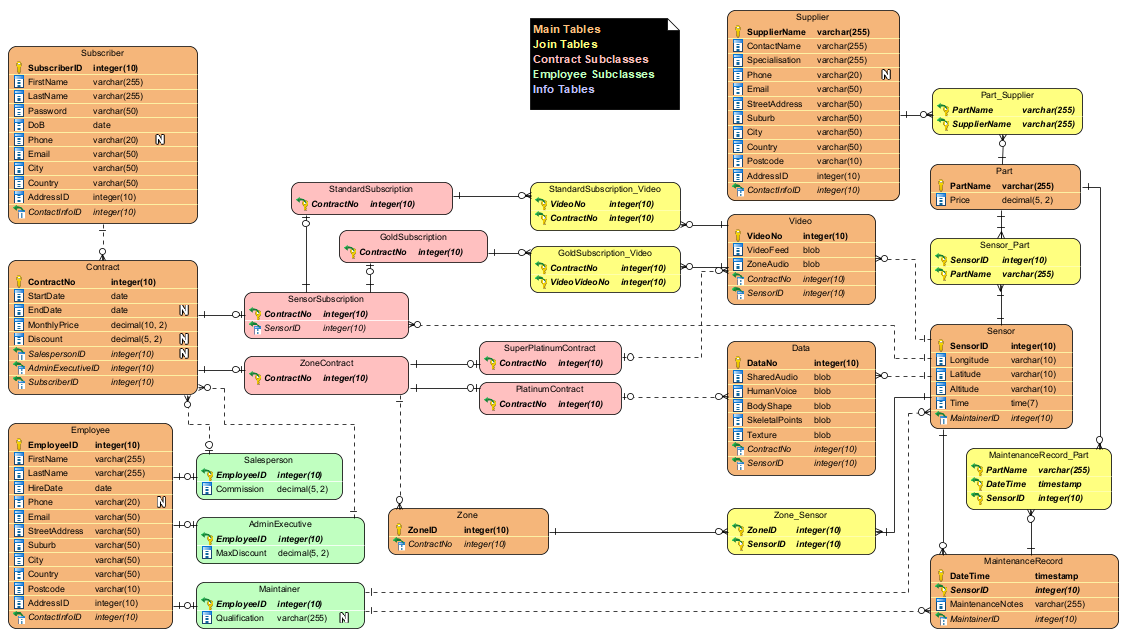 Main Tables
Join Tables
Contract Subclasses
Employee Subclasses
Info Tables
Subscriber
SubscriberID integer(10)
FirstName varchar(255)
LastName varchar(255)
Password varchar(50)
DoB date
Phone varchar(20) N
Email varchar(50)
City varchar(50)
Country varchar(50)
AddressID integer(10)
ContactInfoID integer(10)
Contract
ContractNo integer(10)
StartDate date
EndDate date N
MonthlyPrice decimal(10, 2)
Discount decimal(5, 2) N
SalespersonID integer(10) N
AdminExecutiveID integer(10)
SubscriberID integer(10)
Employee
EmployeeID integer(10)
FirstName varchar(255)
LastName varchar(255)
HireDate date
Phone varchar(20) N
Email varchar(50)
StreetAddress varchar(50)
Suburb varchar(50)
City varchar(50)
Country varchar(50)
Postcode varchar(10)
AddressID integer(10)
ContactInfoID integer(10)
StandardSubscription
ContractNo integer(10)
GoldSubscription
ContractNo integer(10)
SensorSubscription
ContractNo integer(10)
SensorID integer(10)
ZoneContract
ContractNo integer(10)
SuperPlatinumContract
ContractNo integer(10)
PlatinumContract
ContractNo integer(10)
Salesperson
EmployeeID integer(10)
Commission decimal(5, 2)
AdminExecutive
EmployeeID integer(10)
MaxDiscount decimal(5, 2)
Maintainer
EmployeeID integer(10)
Qualification varchar(255) N
Zone
ZoneID integer(10)
ContractNo integer(10)
StandardSubscription_Video
VideoNo integer(10)
ContractNo integer(10)
GoldSubscription_Video
ContractNo integer(10)
VideoVideoNo integer(10)
Supplier
SupplierName varchar(255)
ContactName varchar(255)
Specialisation varchar(255)
Phone varchar(20) N
Email varchar(50)
StreetAddress varchar(50)
Suburb varchar(50)
City varchar(50)
Country varchar(50)
Postcode varchar(10)
AddressID integer(10)
ContactInfoID integer(10)
Video
VideoNo integer(10)
VideoFeed blob
ZoneAudio blob
ContractNo integer(10)
SensorID integer(10)
Data
DataNo integer(10)
SharedAudio blob
HumanVoice blob
BodyShape blob
SkeletalPoints blob
Texture blob
ContractNo integer(10)
SensorID integer(10)
Zone_Sensor
ZoneID integer(10)
SensorID integer(10)
Part_Supplier
PartName varchar(255)
SupplierName varchar(255)
Part
PartName varchar(255)
Price decimal(5, 2)
Sensor_Part
SensorID integer(10)
PartName varchar(255)
Sensor
SensorID integer(10)
Longitude varchar(10)
Latitude varchar(10)
Altitude varchar(10)
Time time(7)
MaintainerID integer(10)
MaintenanceRecord_Part
PartName varchar(255)
DateTime timestamp
SensorID integer(10)
MaintenanceRecord
DateTime timestamp
SensorID integer(10)
MaintenanceNotes varchar(255)
MaintainerID integer(10)